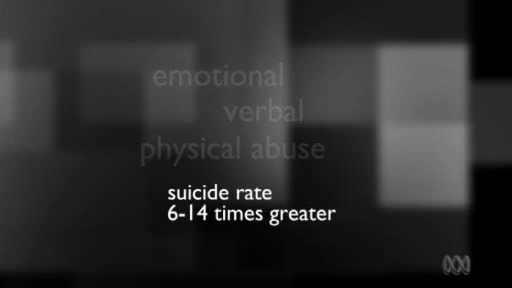 emotional
verbal
physical abuse
suicide rate
6-14 times greater